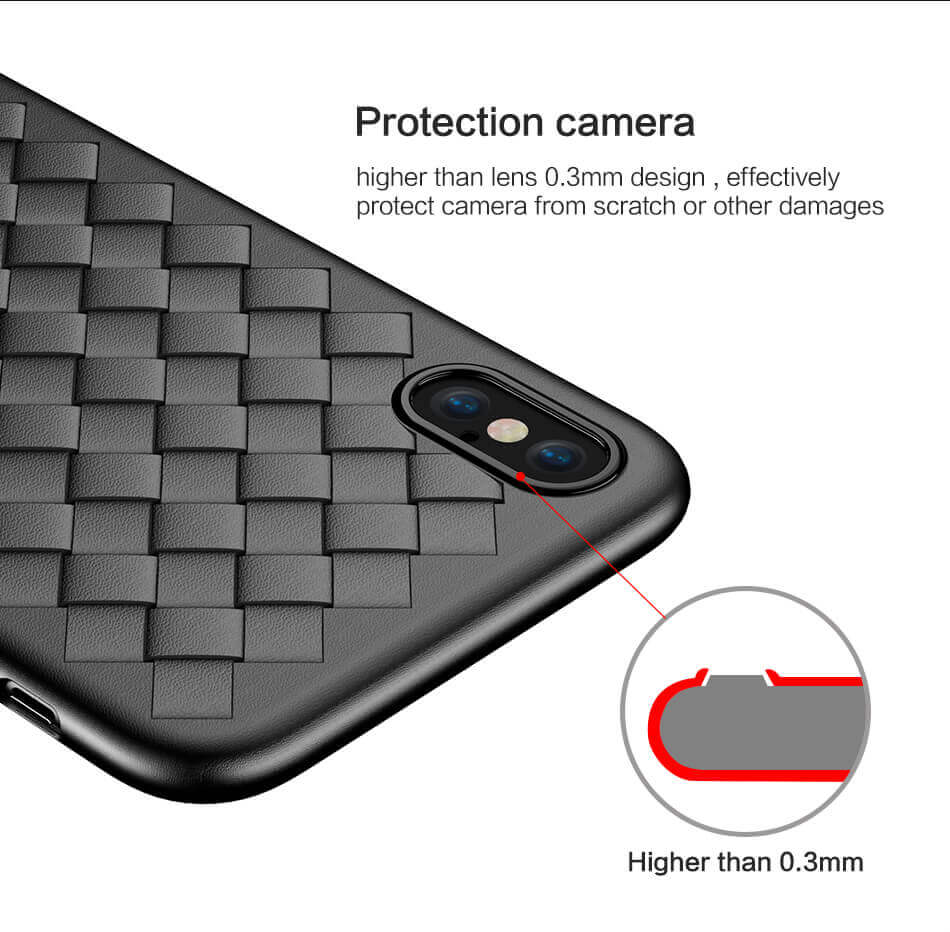 Protection camera
higher than lens 0.3mm design , effectively
protect camera from scratch or other damages
Higher than 0.3mm